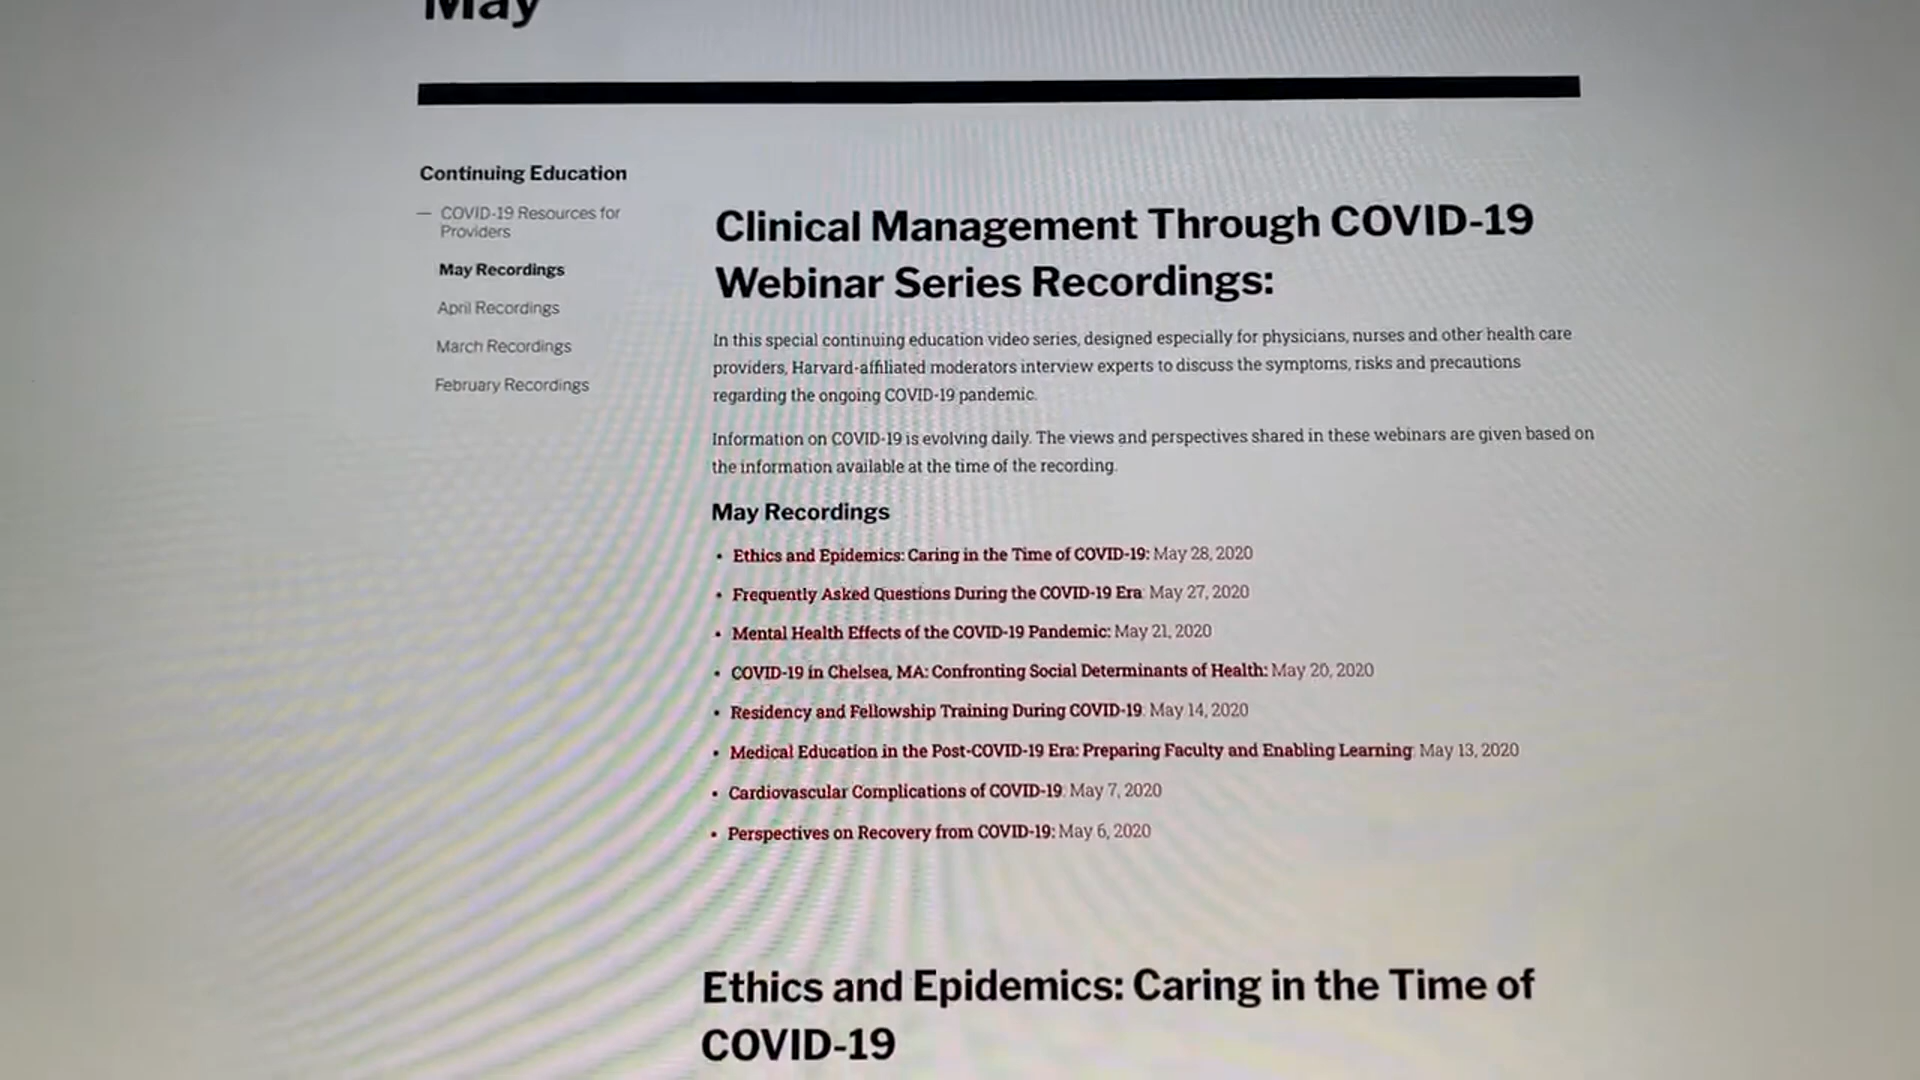 May
Continuing Education
— COVID-19 Resources for
Providers
May Recordings
April Recordings
March Recordings
February Recordings
Clinical Management Through COVID-19
Webinar Series Recordings:
In this special continuing education video series, designed especially for physicians, nurses and other health care
providers, Harvard-affiliated moderators interview experts to discuss the symptoms, risks and precautions
regarding the ongoing COVID-19 pandemic.
Information on COVID-19 is evolving daily. The views and perspectives shared in these webinars are given based on
the information available at the time of the recording.
May Recordings
• Ethics and Epidemics: Caring in the Time of COVID-19: May 28, 2020
• Frequently Asked Questions During the COVID-19 Era: May 27, 2020
• Mental Health Effects of the COVID-19 Pandemic: May 21, 2020
• COVID-19 in Chelsea, MA: Confronting Social Determinants of Health: May 20, 2020
• Residency and Fellowship Training During COVID-19: May 14, 2020
• Medical Education in the Post-COVID-19 Era: Preparing Faculty and Enabling Learning: May 13, 2020
• Cardiovascular Complications of COVID-19: May 7, 2020
• Perspectives on Recovery from COVID-19: May 6, 2020
Ethics and Epidemics: Caring in the Time of
COVID-19